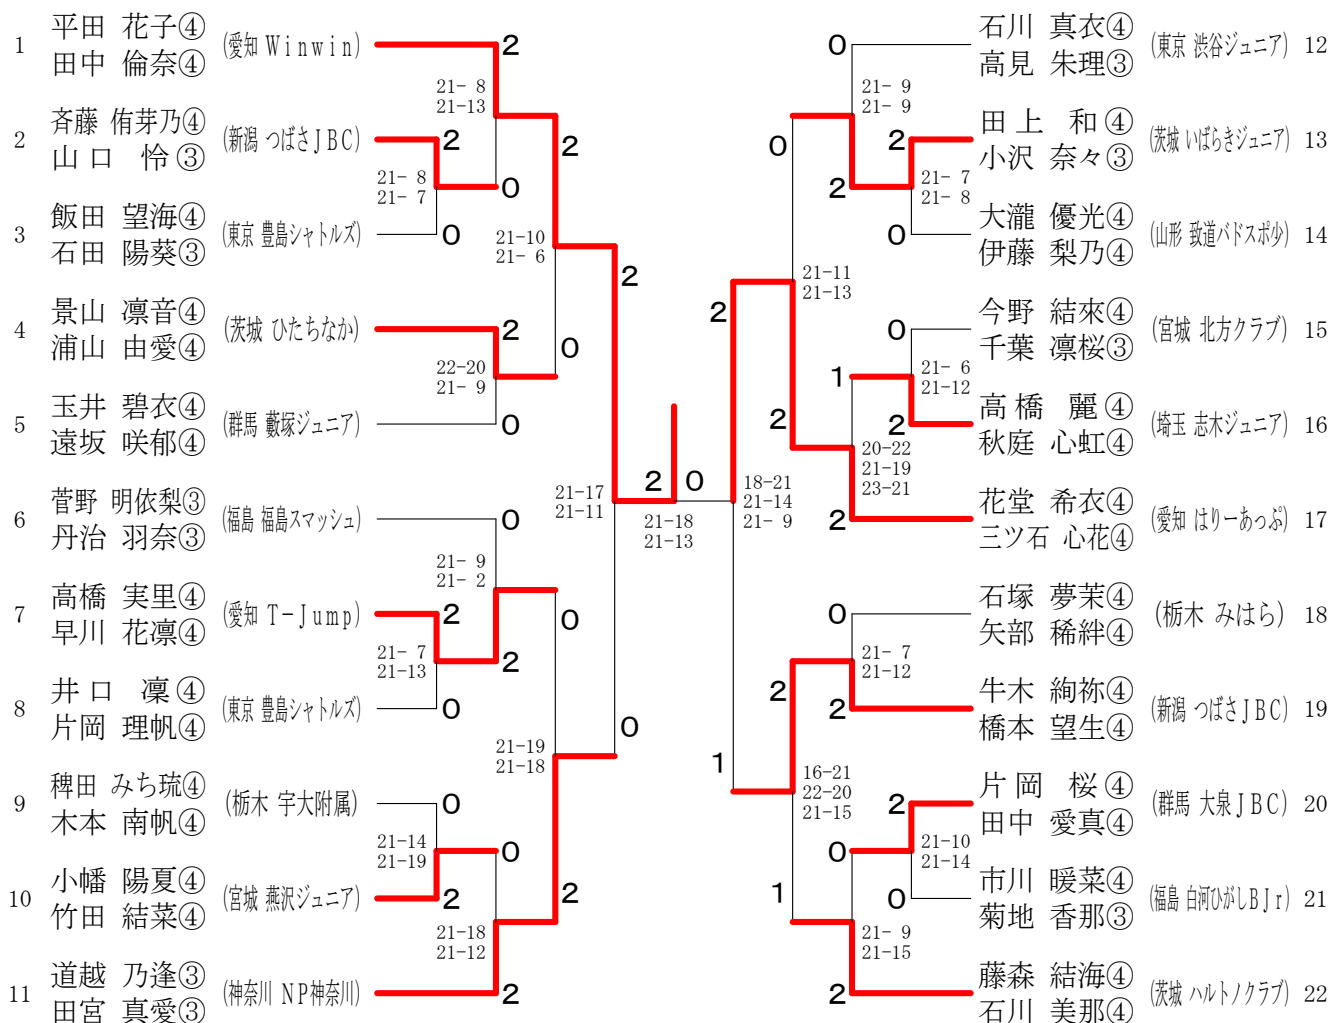 1 平田 花子④ (愛知 Winwin)
田中 倫奈④
2
21- 8
21-13
2 斉藤 侑芽乃④ (新潟 つばさJBC)
山口 怜③
2
2
21- 8
21- 7
0
3 飯田 望海④ (東京 豊島シャトルズ)
石田 陽葵③
0
21-10
21- 6
2
4 景山 凛音④ (茨城 ひたちなか)
浦山 由愛④
2
0
22-20
21- 9
5 玉井 碧衣④ (群馬 藪塚ジュニア)
遠坂 咲郁④
0
21-17
21-11
6 菅野 明依梨③ (福島 福島スマッシュ)
丹治 羽奈③
0
21- 9
21- 2
7 高橋 実里④ (愛知 T-Jump)
早川 花凛④
2
0
21- 7
21-13
2
8 井口 凜④ (東京 豊島シャトルズ)
片岡 理帆④
0
0
21-19
21-18
9 稗田 みち琉④ (栃木 宇大附属)
木本 南帆④
0
21-14
21-19
0
10 小幡 陽夏④ (宮城 燕沢ジュニア)
竹田 結菜④
2
2
21-18
21-12
11 道越 乃逢③ (神奈川 NP神奈川)
田宮 真愛③
2
2 0
21-18
21-13
0 石川 真衣④ (東京 渋谷ジュニア) 12
高見 朱理③
21- 9
21- 9
0
2 田上 和④ (茨城 いばらきジュニア) 13
小沢 奈々③
2
21- 7
21- 8
0 大瀧 優光④ (山形 致道バドスポ少) 14
伊藤 梨乃④
21-11
21-13
2
0 今野 結來④ (宮城 北方クラブ) 15
千葉 凛桜③
1
21- 6
21-12
2 高橋 麗④ (埼玉 志木ジュニア) 16
秋庭 心虹④
2
20-22
21-19
23-21
2 花堂 希衣④ (愛知 はりーあっぷ) 17
三ツ石 心花④
18-21
21-14
21- 9
0 石塚 夢茉④ (栃木 みはら) 18
矢部 稀絆④
21- 7
21-12
2
2 牛木 絢祢④ (新潟 つばさJBC) 19
橋本 望生④
1
16-21
22-20
21-15
2 片岡 桜④ (群馬 大泉JBC) 20
田中 愛真④
0
21-10
21-14
0 市川 暖菜④ (福島 白河ひがしBJr) 21
菊地 香那③
1
21- 9
21-15
2 藤森 結海④ (茨城 ハルトノクラブ) 22
石川 美那④